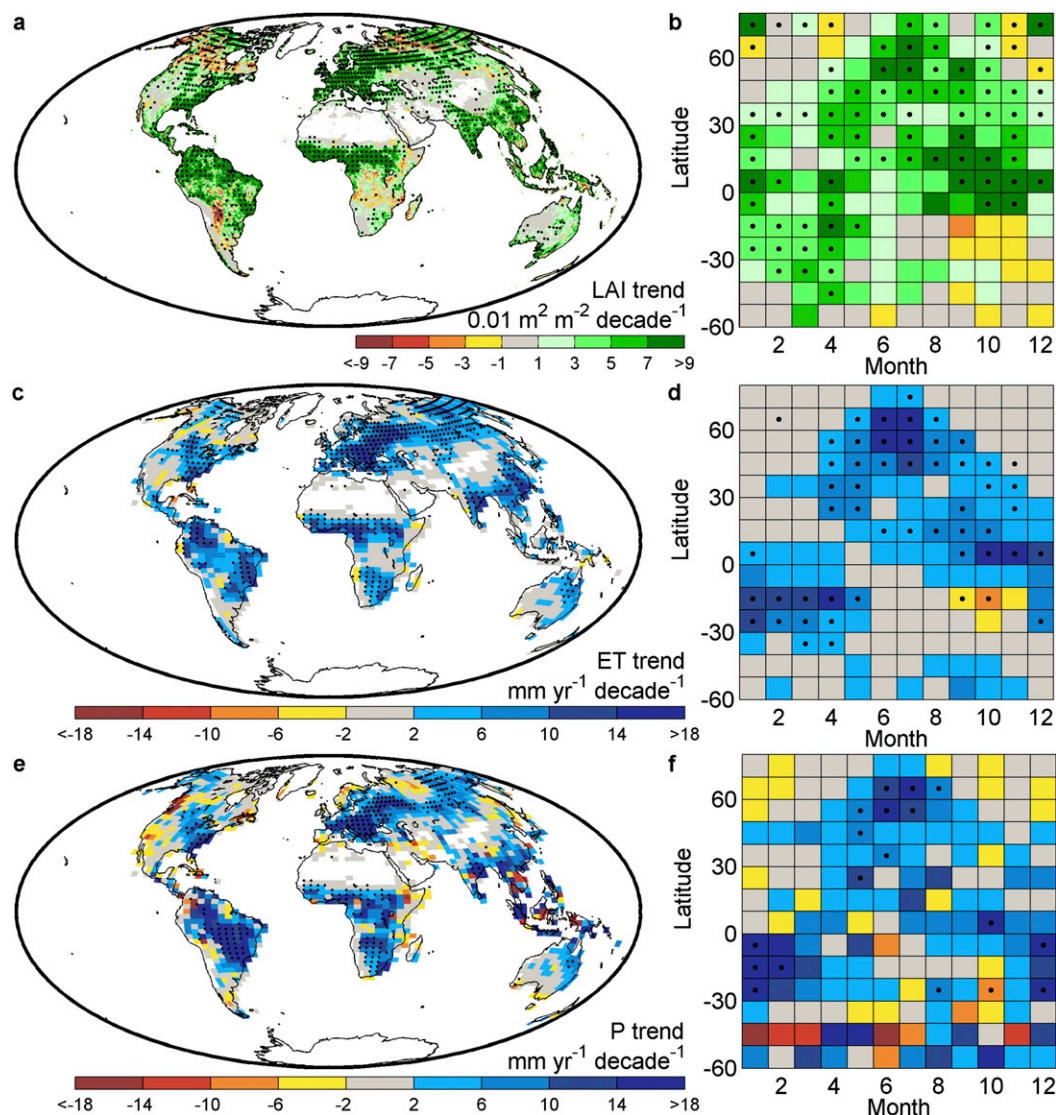 a
LAI trend
0.01 m² m⁻² decade⁻¹
<-9 -7 -5 -3 -1 1 3 5 7 >9
b
Latitude
60
30
0
-30
-60
2 4 6 8 10 12
Month
c
ET trend
mm yr⁻¹ decade⁻¹
<-18 -14 -10 -6 -2 2 6 10 14 >18
d
Latitude
60
30
0
-30
-60
2 4 6 8 10 12
Month
e
P trend
mm yr⁻¹ decade⁻¹
<-18 -14 -10 -6 -2 2 6 10 14 >18
f
Latitude
60
30
0
-30
-60
2 4 6 8 10 12
Month